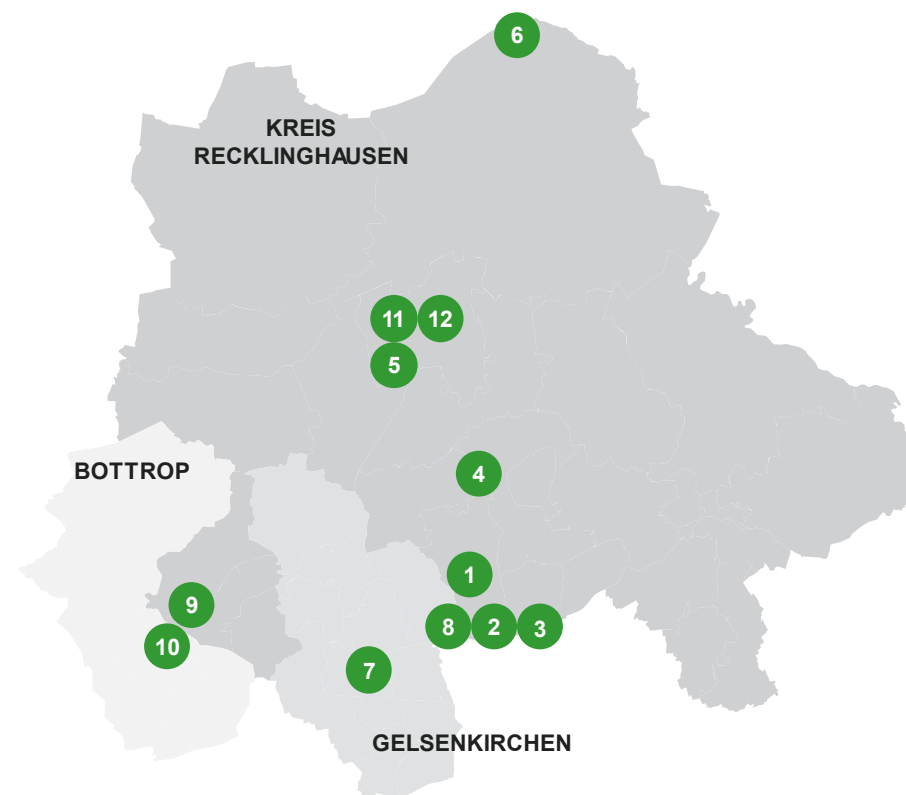 6
KREIS
RECKLINGHAUSEN
11 12
5
BOTTROP
4
1
9
8 2 3
10
7
GELSENKIRCHEN